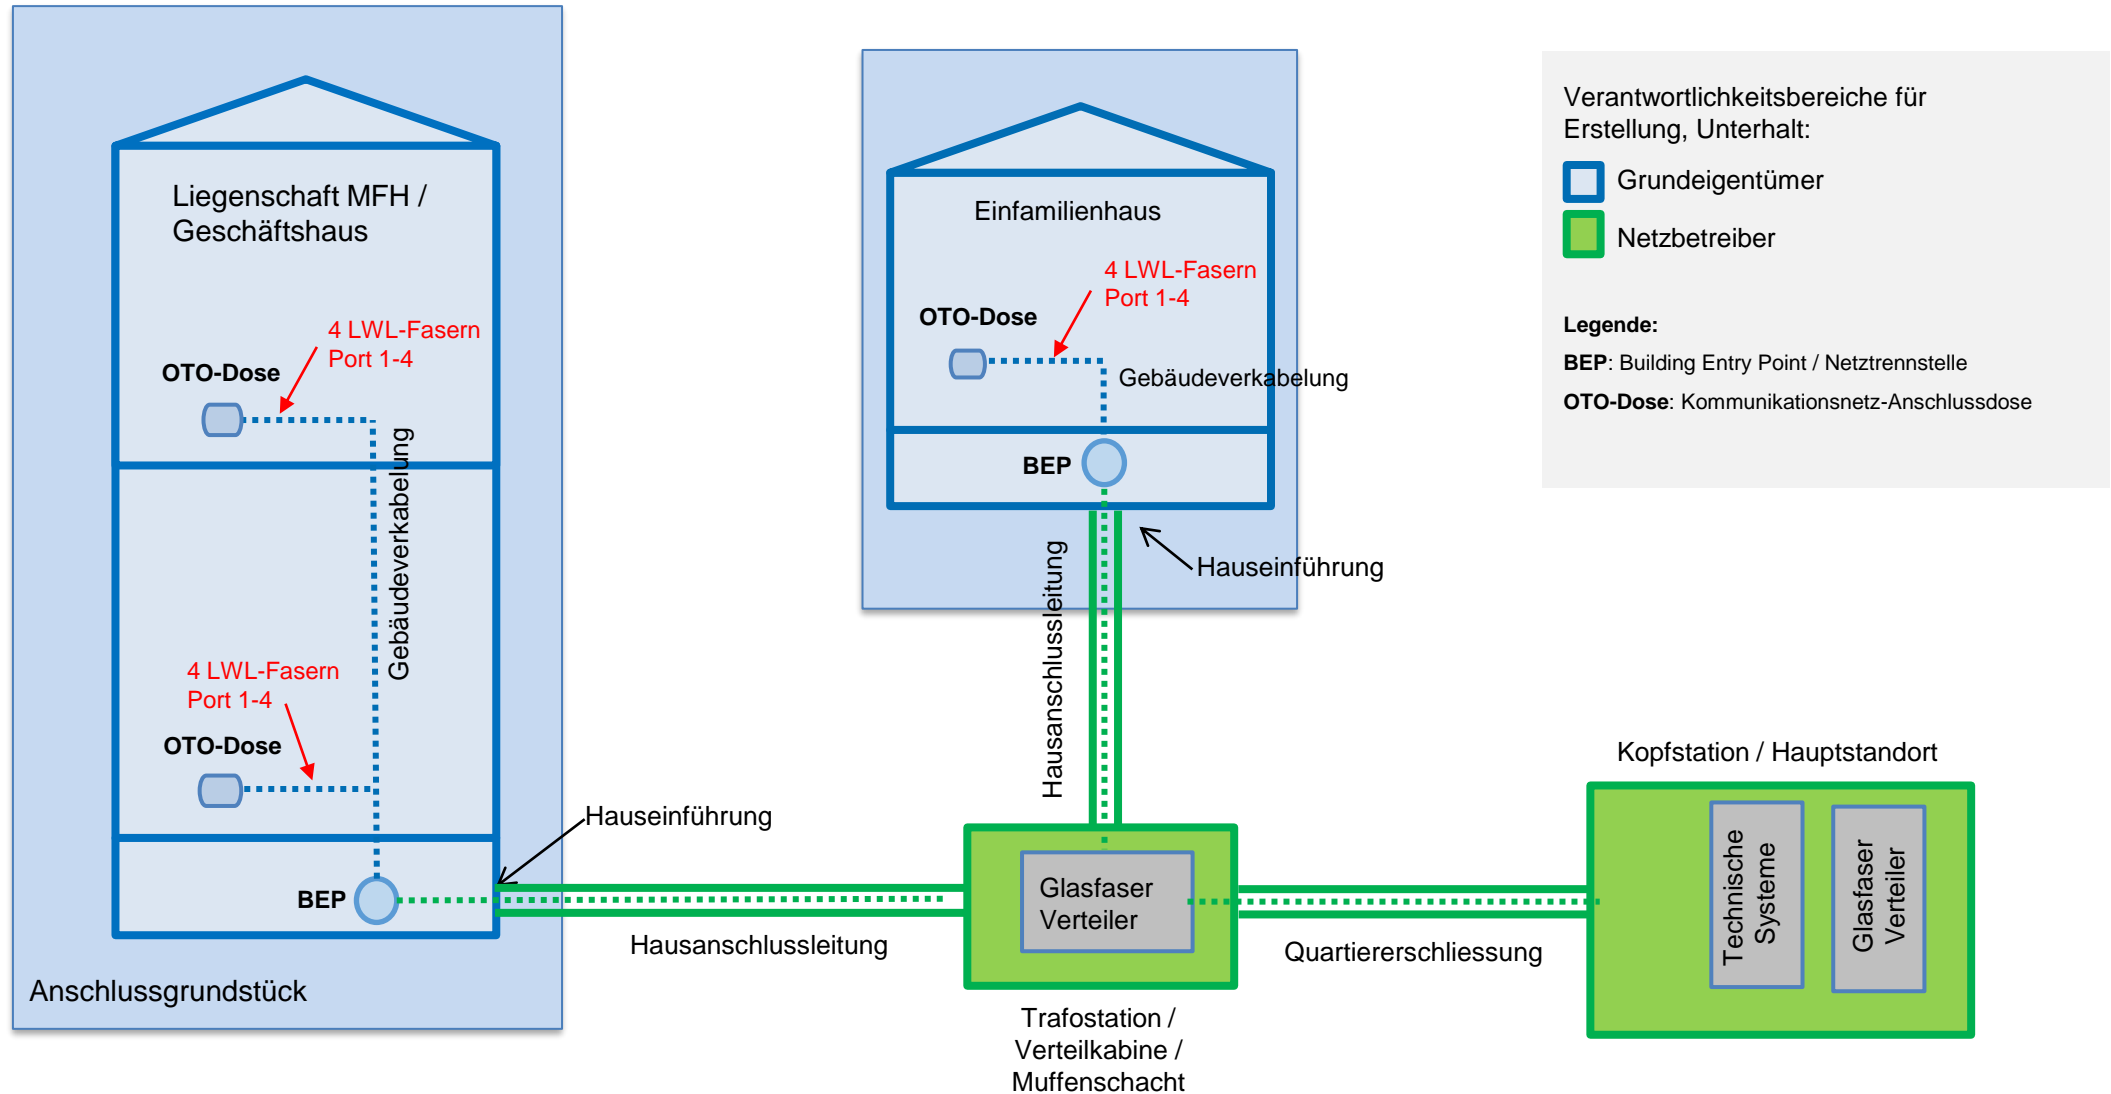 Liegenschaft MFH /
Geschäftshaus
4 LWL-Fasern
Port 1-4
OTO-Dose
Gebäudeverkabelung
4 LWL-Fasern
Port 1-4
OTO-Dose
BEP
Anschlussgrundstück
Hauseinführung
Hausanschlussleitung
Einfamilienhaus
4 LWL-Fasern
Port 1-4
OTO-Dose
Gebäudeverkabelung
BEP
Hauseinführung
Hausanschlussleitung
Glasfaser
Verteiler
Trafostation /
Verteilkabine /
Muffenschacht
Quartiererschliessung
Kopfstation / Hauptstandort
Technische
Systeme
Glasfaser
Verteiler
Verantwortlichkeitsbereiche für
Erstellung, Unterhalt:
Grundeigentümer
Netzbetreiber
Legende:
BEP: Building Entry Point / Netztrennstelle
OTO-Dose: Kommunikationsnetz-Anschlussdose